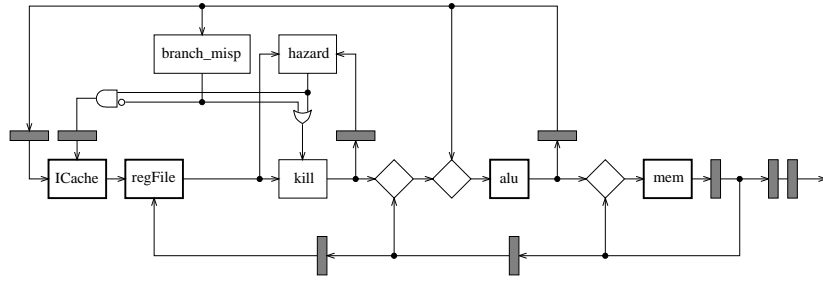 branch_misp
hazard
ICache
regFile
kill
alu
mem